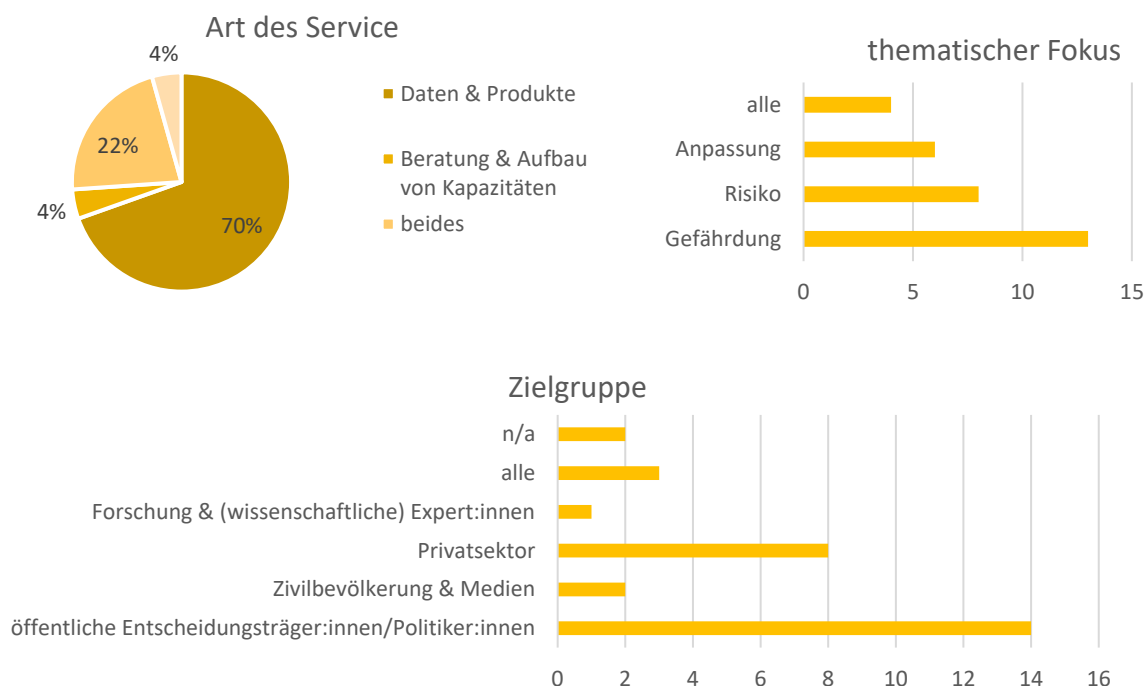 Art des Service
4%
22%
4%
70%
Daten & Produkte
Beratung & Aufbau
von Kapazitäten
beides
thematischer Fokus
alle
Anpassung
Risiko
Gefährdung
0 5 10 15
Zielgruppe
n/a
alle
Forschung & (wissenschaftliche) Expert:innen
Privatsektor
Zivilbevölkerung & Medien
öffentliche Entscheidungsträger:innen/Politiker:innen
0 2 4 6 8 10 12 14 16